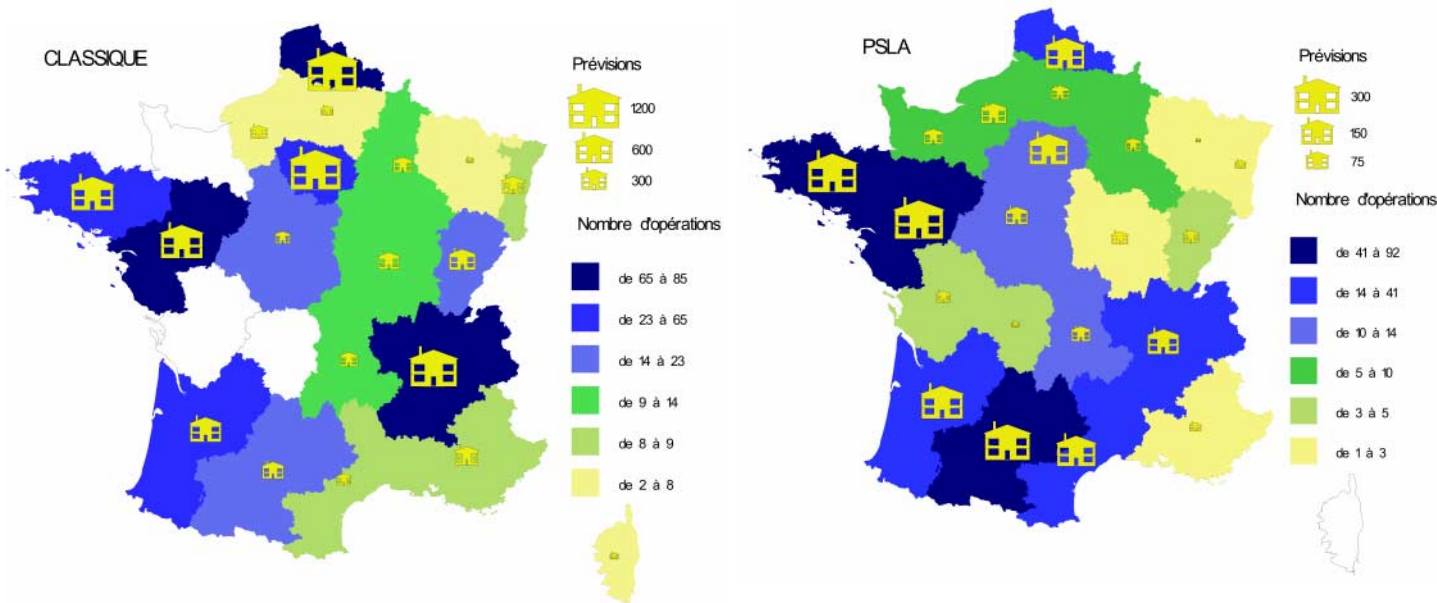 CLASSIQUE
Prévisions
1200
600
300
Nombre d'opérations
de 65 à 85
de 23 à 65
de 14 à 23
de 9 à 14
de 8 à 9
de 2 à 8
PSLA
Prévisions
300
150
75
Nombre d'opérations
de 41 à 92
de 14 à 41
de 10 à 14
de 5 à 10
de 3 à 5
de 1 à 3